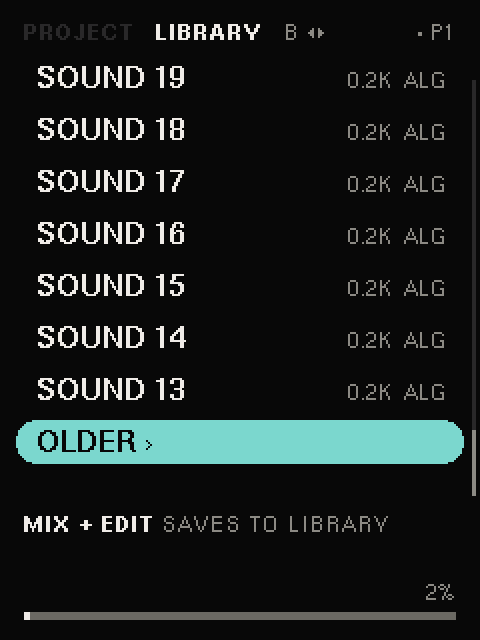 PROJECT LIBRARY B ◂▸ · P1
SOUND 19 0.2K ALG
SOUND 18 0.2K ALG
SOUND 17 0.2K ALG
SOUND 16 0.2K ALG
SOUND 15 0.2K ALG
SOUND 14 0.2K ALG
SOUND 13 0.2K ALG
OLDER ›
MIX + EDIT SAVES TO LIBRARY
2%